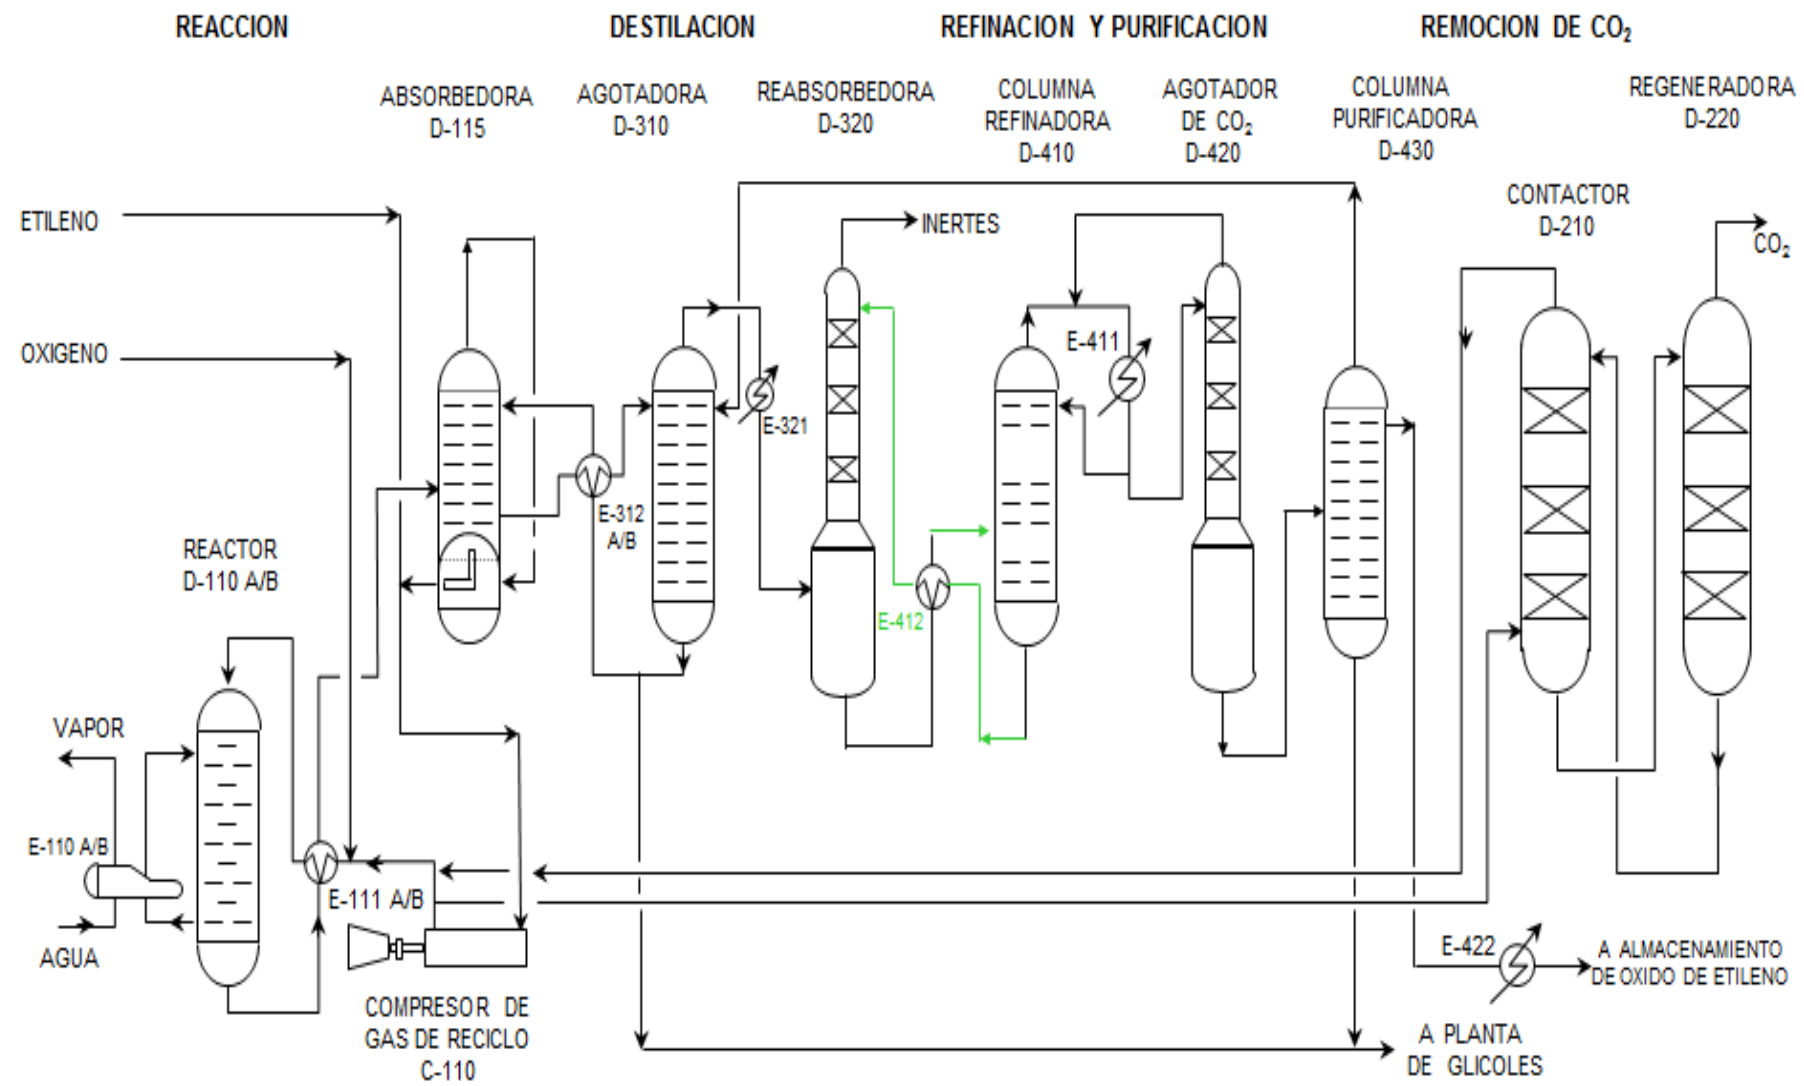 REACCION
DESTILACION
REFINACION Y PURIFICACION
REMOCION DE CO₂
ABSORBEDORA
D-115
AGOTADORA
D-310
REABSORBEDORA
D-320
COLUMNA
REFINADORA
D-410
AGOTADOR
DE CO₂
D-420
COLUMNA
PURIFICADORA
D-430
REGENERADORA
D-220
CONTACTOR
D-210
ETILENO
INERTES
CO₂
OXIGENO
E-411
E-321
E-312
A/B
REACTOR
D-110 A/B
E-412
VAPOR
E-110 A/B
E-111 A/B
AGUA
COMPRESOR DE
GAS DE RECICLO
C-110
E-422
A ALMACENAMIENTO
DE OXIDO DE ETILENO
A PLANTA
DE GLICOLES